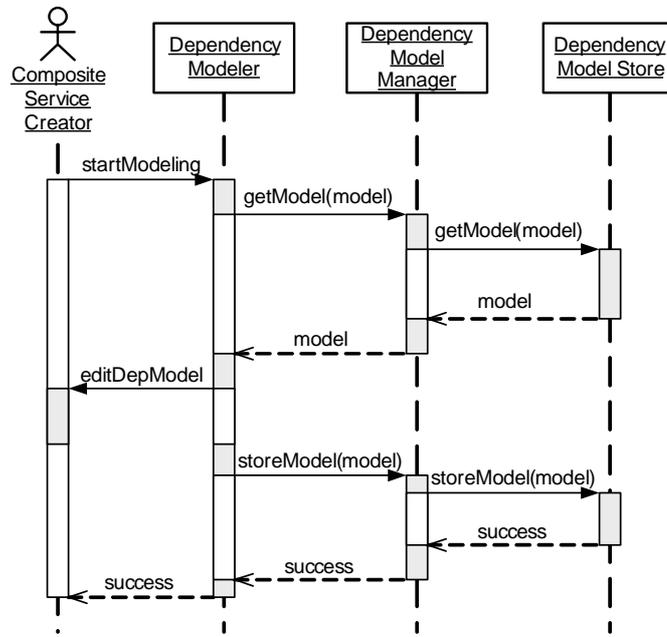 Composite
Service
Creator
Dependency
Modeler
Dependency
Model
Manager
Dependency
Model Store
startModeling
getModel(model)
getModel(model)
model
model
editDepModel
storeModel(model)
storeModel(model)
success
success
success